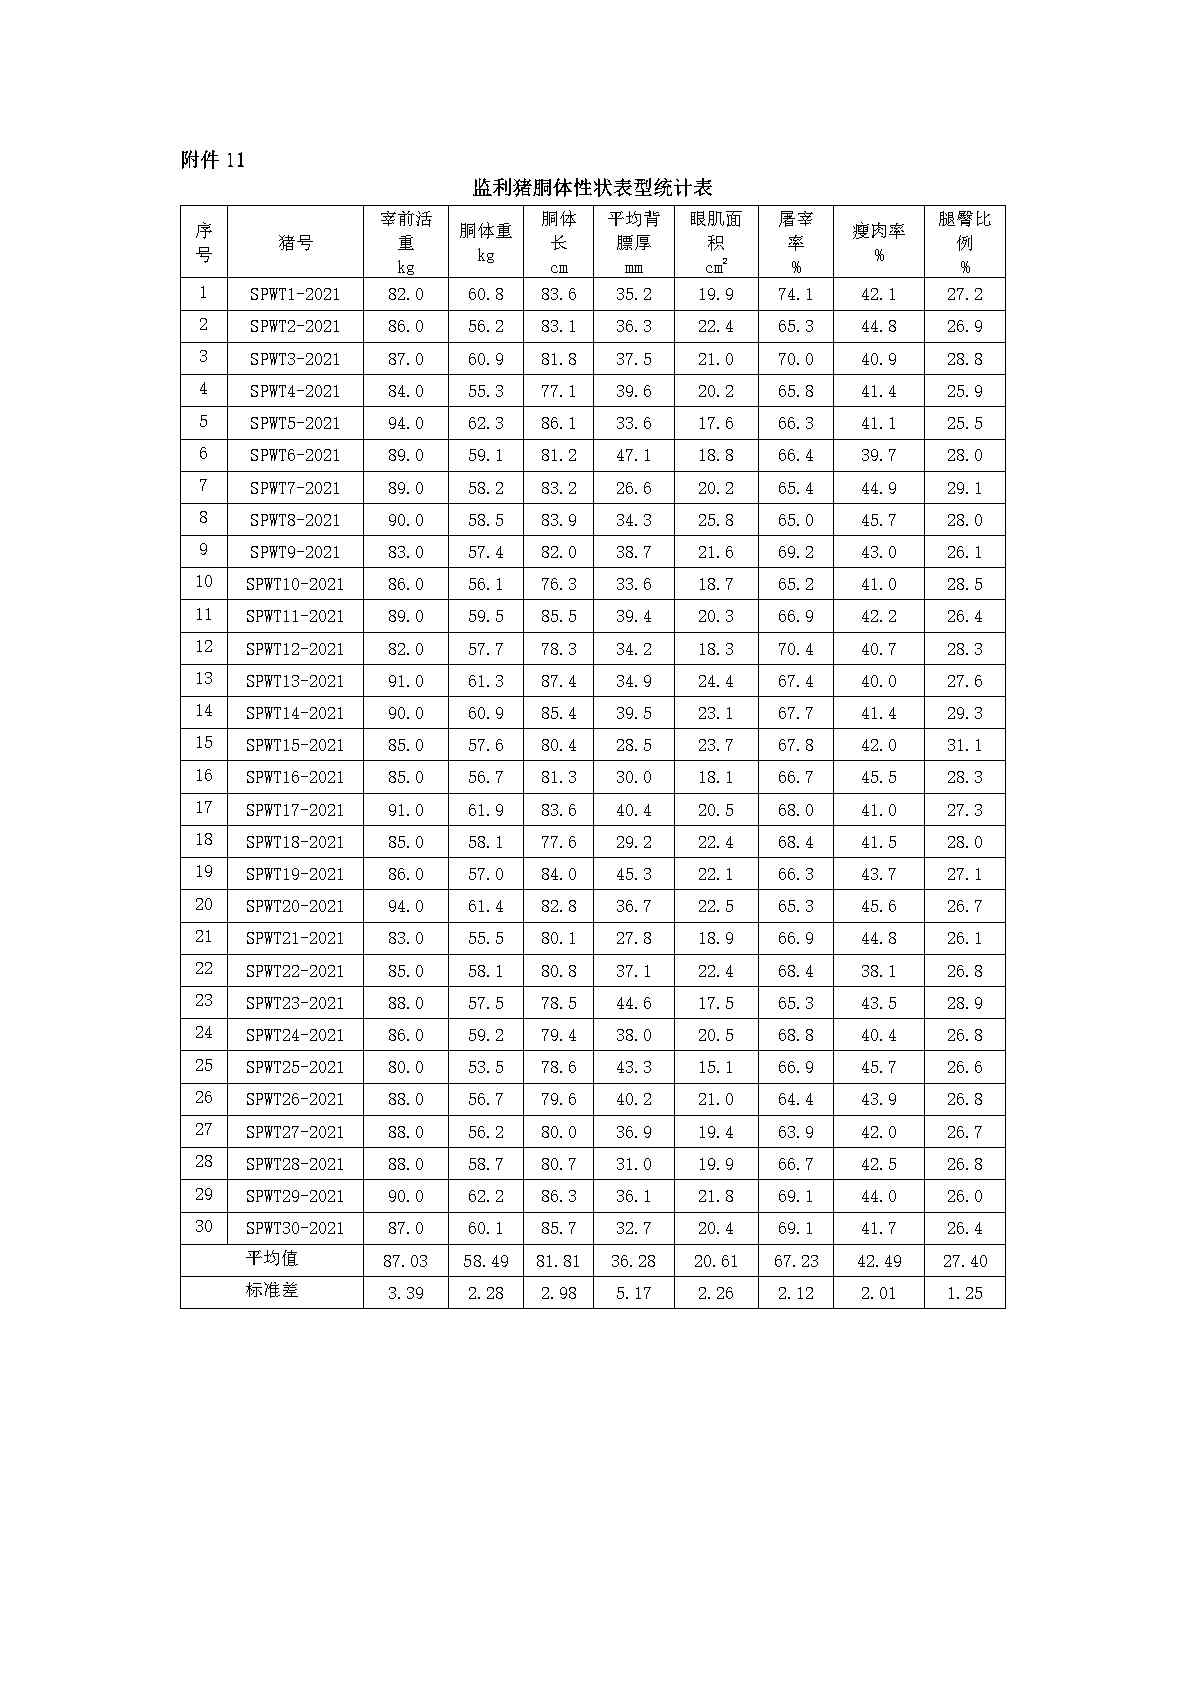 附件 11
监利猪胴体性状表型统计表
序号 猪号 宰前活重 kg 胴体重 kg 胴体长 cm 平均背膘厚 mm 眼肌面积 cm² 屠宰率 % 瘦肉率 % 腿臀比例 %
1 SPWT1-2021 82.0 60.8 83.6 35.2 19.9 74.1 42.1 27.2
2 SPWT2-2021 86.0 56.2 83.1 36.3 22.4 65.3 44.8 26.9
3 SPWT3-2021 87.0 60.9 81.8 37.5 21.0 70.0 40.9 28.8
4 SPWT4-2021 84.0 55.3 77.1 39.6 20.2 65.8 41.4 25.9
5 SPWT5-2021 94.0 62.3 86.1 33.6 17.6 66.3 41.1 25.5
6 SPWT6-2021 89.0 59.1 81.2 47.1 18.8 66.4 39.7 28.0
7 SPWT7-2021 89.0 58.2 83.2 26.6 20.2 65.4 44.9 29.1
8 SPWT8-2021 90.0 58.5 83.9 34.3 25.8 65.0 45.7 28.0
9 SPWT9-2021 83.0 57.4 82.0 38.7 21.6 69.2 43.0 26.1
10 SPWT10-2021 86.0 56.1 76.3 33.6 18.7 65.2 41.0 28.5
11 SPWT11-2021 89.0 59.5 85.5 39.4 20.3 66.9 42.2 26.4
12 SPWT12-2021 82.0 57.7 78.3 34.2 18.3 70.4 40.7 28.3
13 SPWT13-2021 91.0 61.3 87.4 34.9 24.4 67.4 40.0 27.6
14 SPWT14-2021 90.0 60.9 85.4 39.5 23.1 67.7 41.4 29.3
15 SPWT15-2021 85.0 57.6 80.4 28.5 23.7 67.8 42.0 31.1
16 SPWT16-2021 85.0 56.7 81.3 30.0 18.1 66.7 45.5 28.3
17 SPWT17-2021 91.0 61.9 83.6 40.4 20.5 68.0 41.0 27.3
18 SPWT18-2021 85.0 58.1 77.6 29.2 22.4 68.4 41.5 28.0
19 SPWT19-2021 86.0 57.0 84.0 45.3 22.1 66.3 43.7 27.1
20 SPWT20-2021 94.0 61.4 82.8 36.7 22.5 65.3 45.6 26.7
21 SPWT21-2021 83.0 55.5 80.1 27.8 18.9 66.9 44.8 26.1
22 SPWT22-2021 85.0 58.1 80.8 37.1 22.4 68.4 38.1 26.8
23 SPWT23-2021 88.0 57.5 78.5 44.6 17.5 65.3 43.5 28.9
24 SPWT24-2021 86.0 59.2 79.4 38.0 20.5 68.8 40.4 26.8
25 SPWT25-2021 80.0 53.5 78.6 43.3 15.1 66.9 45.7 26.6
26 SPWT26-2021 88.0 56.7 79.6 40.2 21.0 64.4 43.9 26.8
27 SPWT27-2021 88.0 56.2 80.0 36.9 19.4 63.9 42.0 26.7
28 SPWT28-2021 88.0 58.7 80.7 31.0 19.9 66.7 42.5 26.8
29 SPWT29-2021 90.0 62.2 86.3 36.1 21.8 69.1 44.0 26.0
30 SPWT30-2021 87.0 60.1 85.7 32.7 20.4 69.1 41.7 26.4
平均值 87.03 58.49 81.81 36.28 20.61 67.23 42.49 27.40
标准差 3.39 2.28 2.98 5.17 2.26 2.12 2.01 1.25